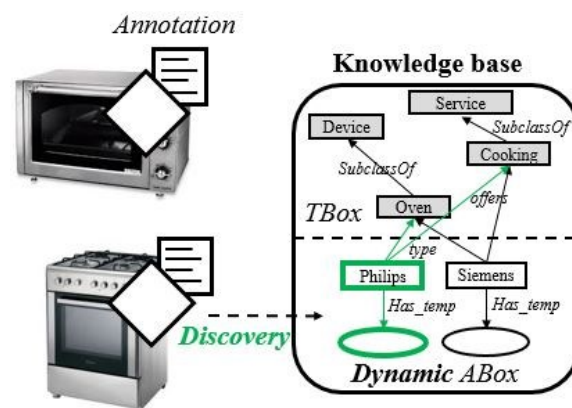 Annotation
Knowledge base
Service
Device
SubclassOf
Cooking
SubclassOf
offers
Oven
TBox
type
Philips
Siemens
Has_temp
Has_temp
Discovery
Dynamic ABox